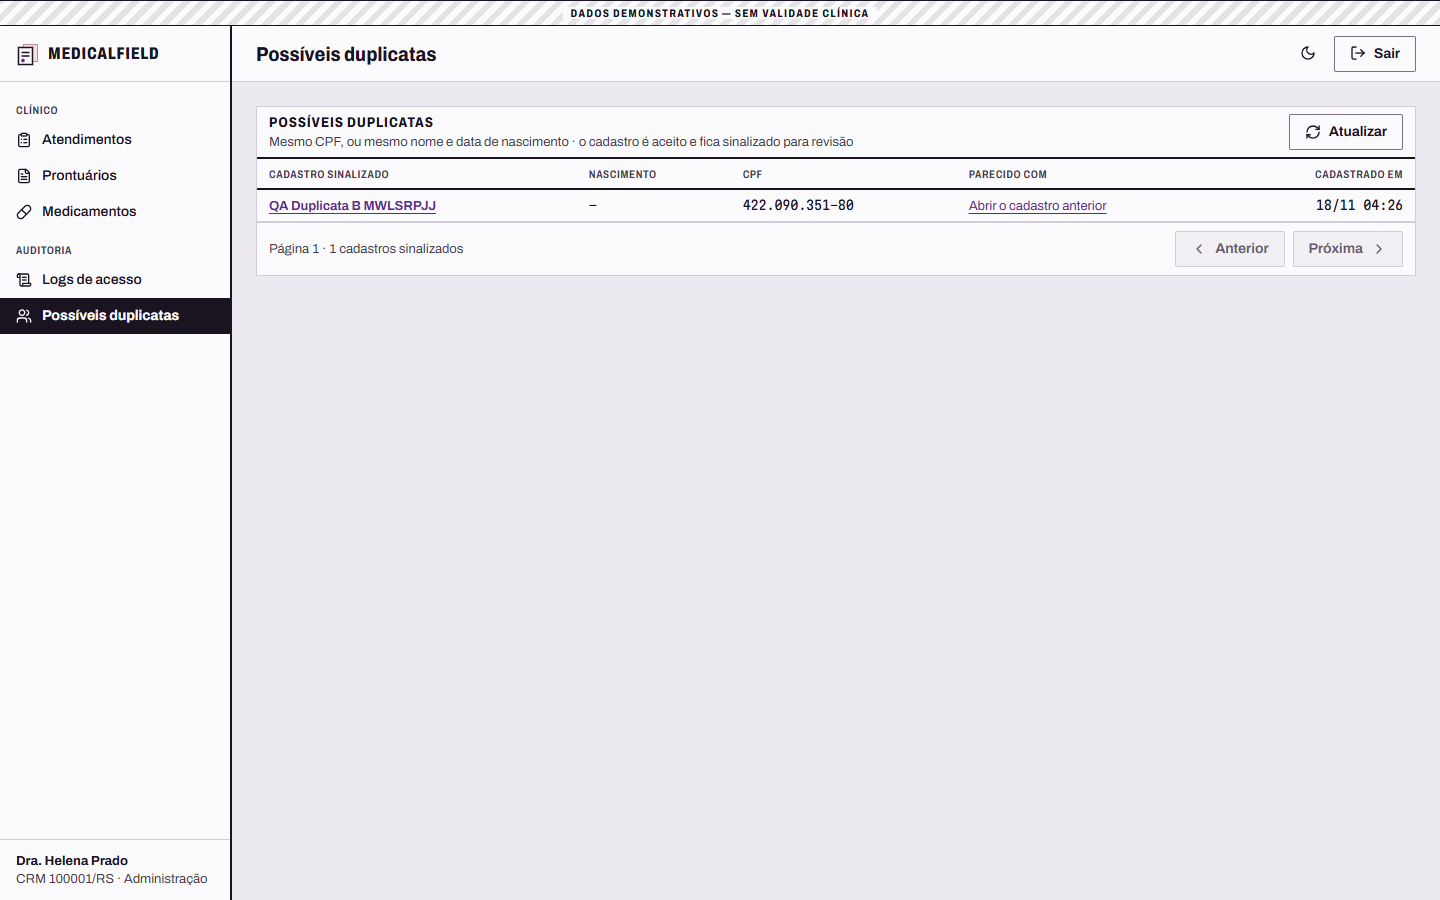 DADOS DEMONSTRATIVOS — SEM VALIDADE CLÍNICA
MEDICALFIELD
Possíveis duplicatas
Sair
CLÍNICO
Atendimentos
Prontuários
Medicamentos
AUDITORIA
Logs de acesso
Possíveis duplicatas
POSSÍVEIS DUPLICATAS
Mesmo CPF, ou mesmo nome e data de nascimento · o cadastro é aceito e fica sinalizado para revisão
Atualizar
CADASTRO SINALIZADO NASCIMENTO CPF PARECIDO COM CADASTRADO EM
QA Duplicata B MWLSRPJJ — 422.090.351-80 Abrir o cadastro anterior 18/11 04:26
Página 1 · 1 cadastros sinalizados
Anterior Próxima
Dra. Helena Prado
CRM 100001/RS · Administração